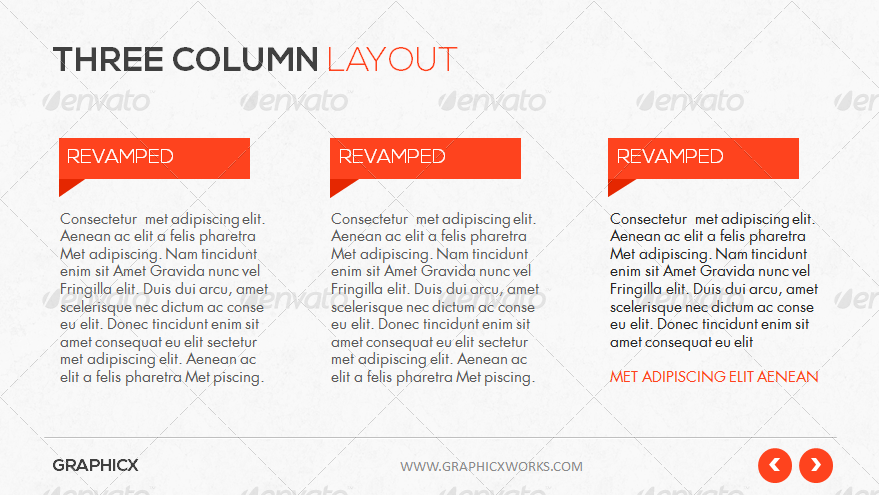 THREE COLUMN LAYOUT
REVAMPED
Consectetur  met adipiscing elit.
Aenean ac elit a felis pharetra
Met adipiscing. Nam tincidunt
enim sit Amet Gravida nunc vel
Fringilla elit. Duis dui arcu, amet
scelerisque nec dictum ac conse
eu elit. Donec tincidunt enim sit
amet consequat eu elit sectetur
met adipiscing elit. Aenean ac
elit a felis pharetra Met piscing.
REVAMPED
Consectetur  met adipiscing elit.
Aenean ac elit a felis pharetra
Met adipiscing. Nam tincidunt
enim sit Amet Gravida nunc vel
Fringilla elit. Duis dui arcu, amet
scelerisque nec dictum ac conse
eu elit. Donec tincidunt enim sit
amet consequat eu elit sectetur
met adipiscing elit. Aenean ac
elit a felis pharetra Met piscing.
REVAMPED
Consectetur  met adipiscing elit.
Aenean ac elit a felis pharetra
Met adipiscing. Nam tincidunt
enim sit Amet Gravida nunc vel
Fringilla elit. Duis dui arcu, amet
scelerisque nec dictum ac conse
eu elit. Donec tincidunt enim sit
amet consequat eu elit
MET ADIPISCING ELIT AENEAN
GRAPHICX
WWW.GRAPHICXWORKS.COM
envato envato envato envato
envato envato envato envato